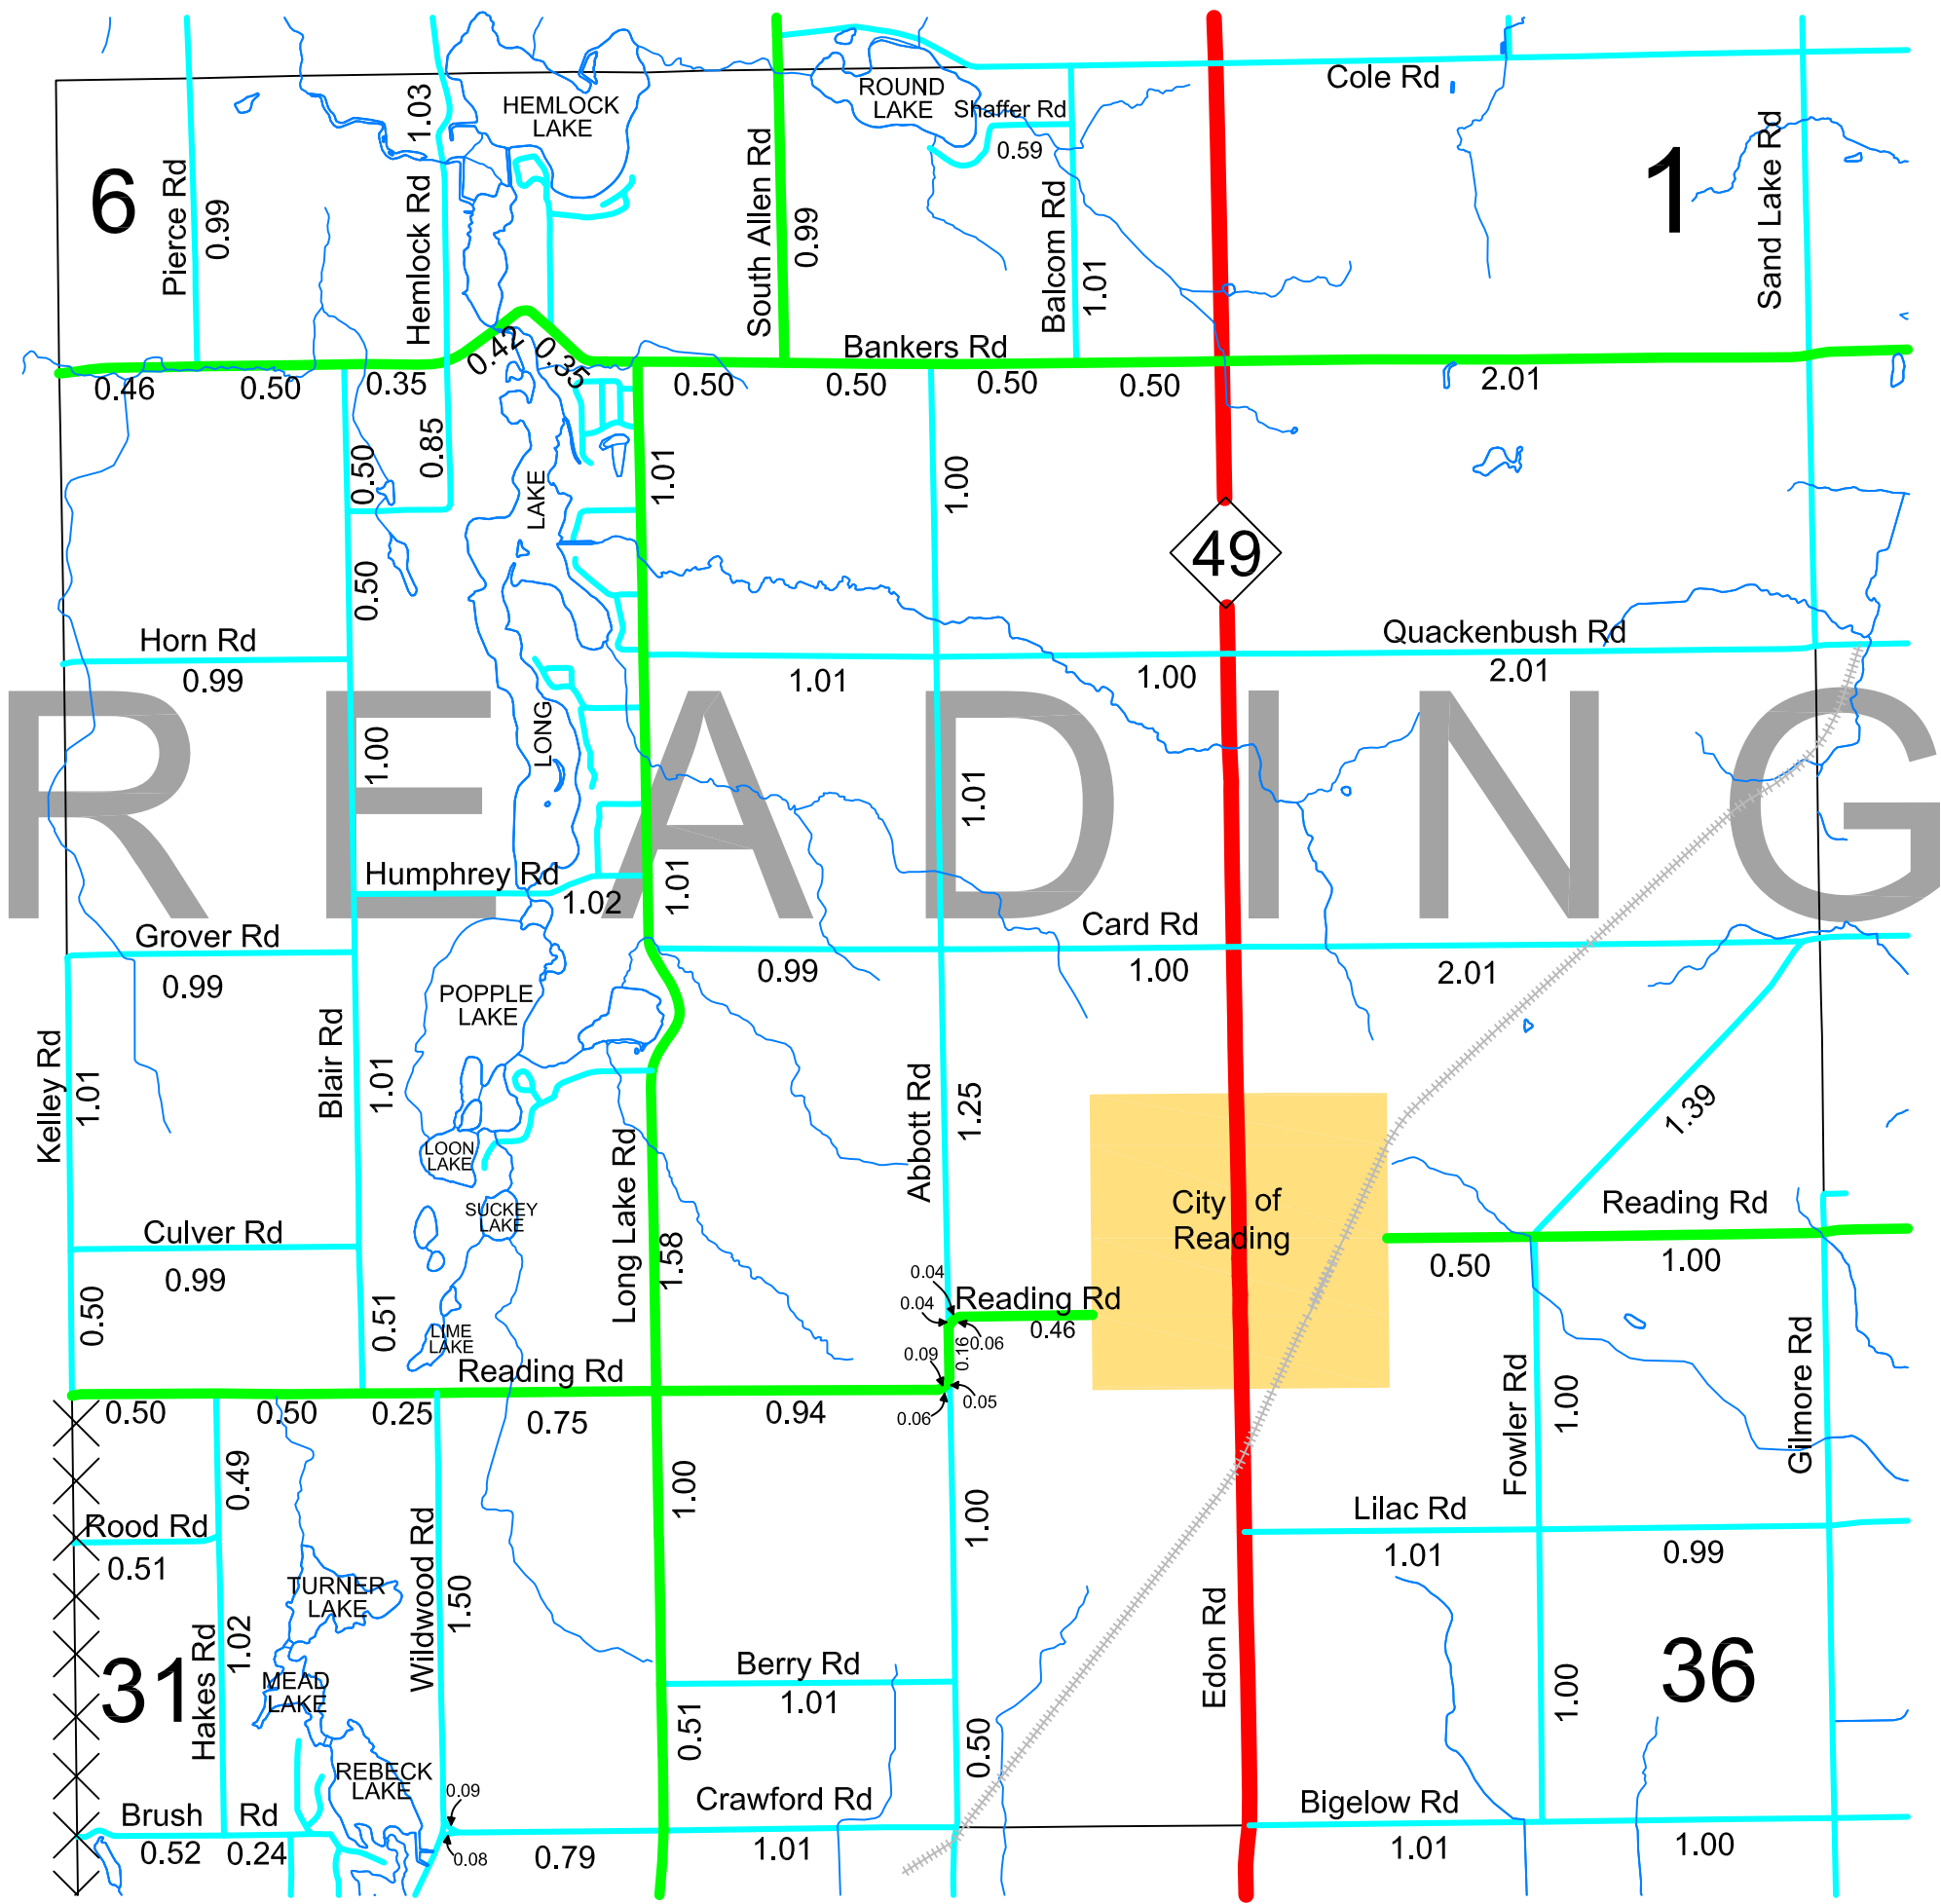 Cole Rd
HEMLOCK
LAKE
ROUND
LAKE
Shaffer Rd
0.59
1.03
6
Pierce Rd
0.99
Hemlock Rd
South Allen Rd
0.99
Balcom Rd
1.01
1
Sand Lake Rd
Bankers Rd
0.46
0.50
0.35
0.42
0.35
0.50
0.50
0.50
0.50
2.01
0.50
0.85
LAKE
1.01
1.00
49
0.50
Horn Rd
0.99
Quackenbush Rd
1.01
1.00
2.01
READING
1.00
LONG
1.01
Humphrey Rd
1.02
1.01
Grover Rd
0.99
Card Rd
0.99
1.00
2.01
POPPLE
LAKE
Kelley Rd
1.01
Blair Rd
1.01
Abbott Rd
1.25
1.39
LOON
LAKE
SUCKEY
LAKE
Long Lake Rd
1.58
City of
Reading
Reading Rd
0.50
1.00
Culver Rd
0.99
0.50
0.51
LIME
LAKE
0.04
0.04
Reading Rd
0.46
0.16
0.06
0.09
0.05
0.06
Reading Rd
0.50
0.50
0.25
0.75
0.94
Fowler Rd
1.00
Gilmore Rd
0.49
Rood Rd
0.51
Wildwood Rd
1.50
1.00
1.00
Lilac Rd
1.01
0.99
TURNER
LAKE
31
Hakes Rd
1.02
MEAD
LAKE
Berry Rd
1.01
0.51
0.50
Edon Rd
1.00
36
REBECK
LAKE
0.09
0.08
Brush Rd
0.52
0.24
0.79
Crawford Rd
1.01
Bigelow Rd
1.01
1.00